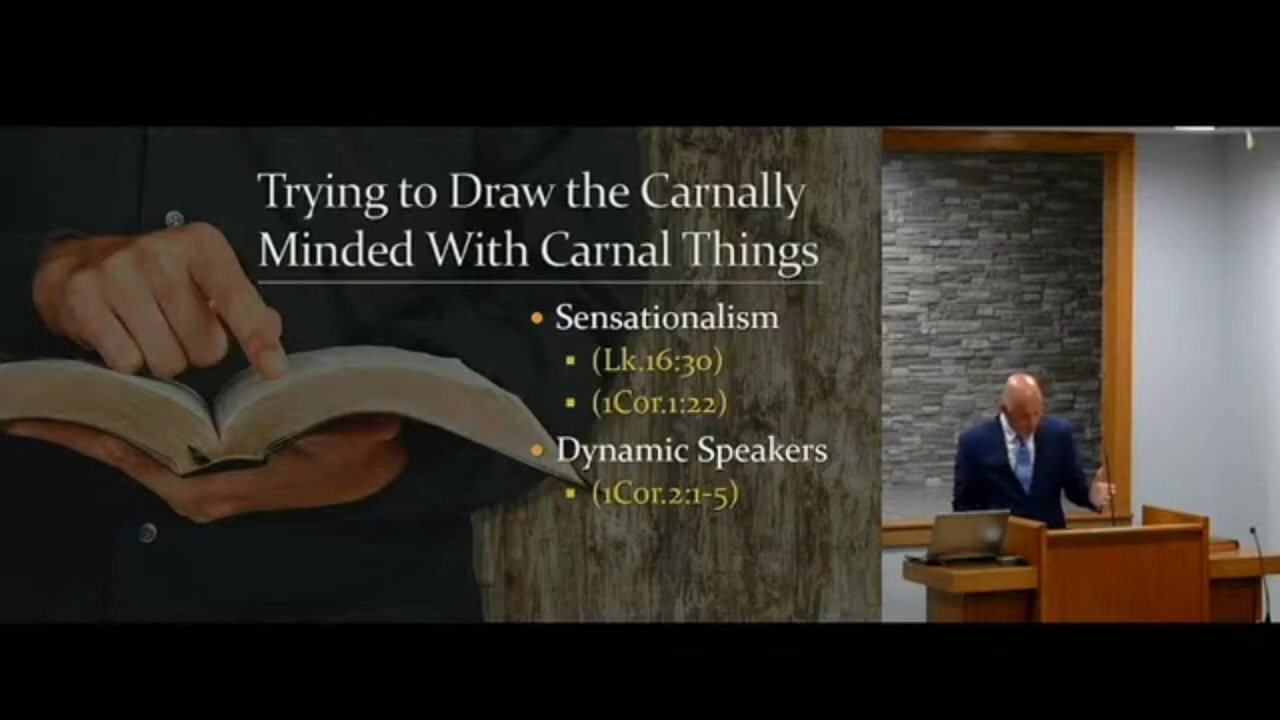 Trying to Draw the Carnally
Minded With Carnal Things
• Sensationalism
▪ (Lk.16:30)
▪ (1Cor.1:22)
• Dynamic Speakers
▪ (1Cor.2:1-5)